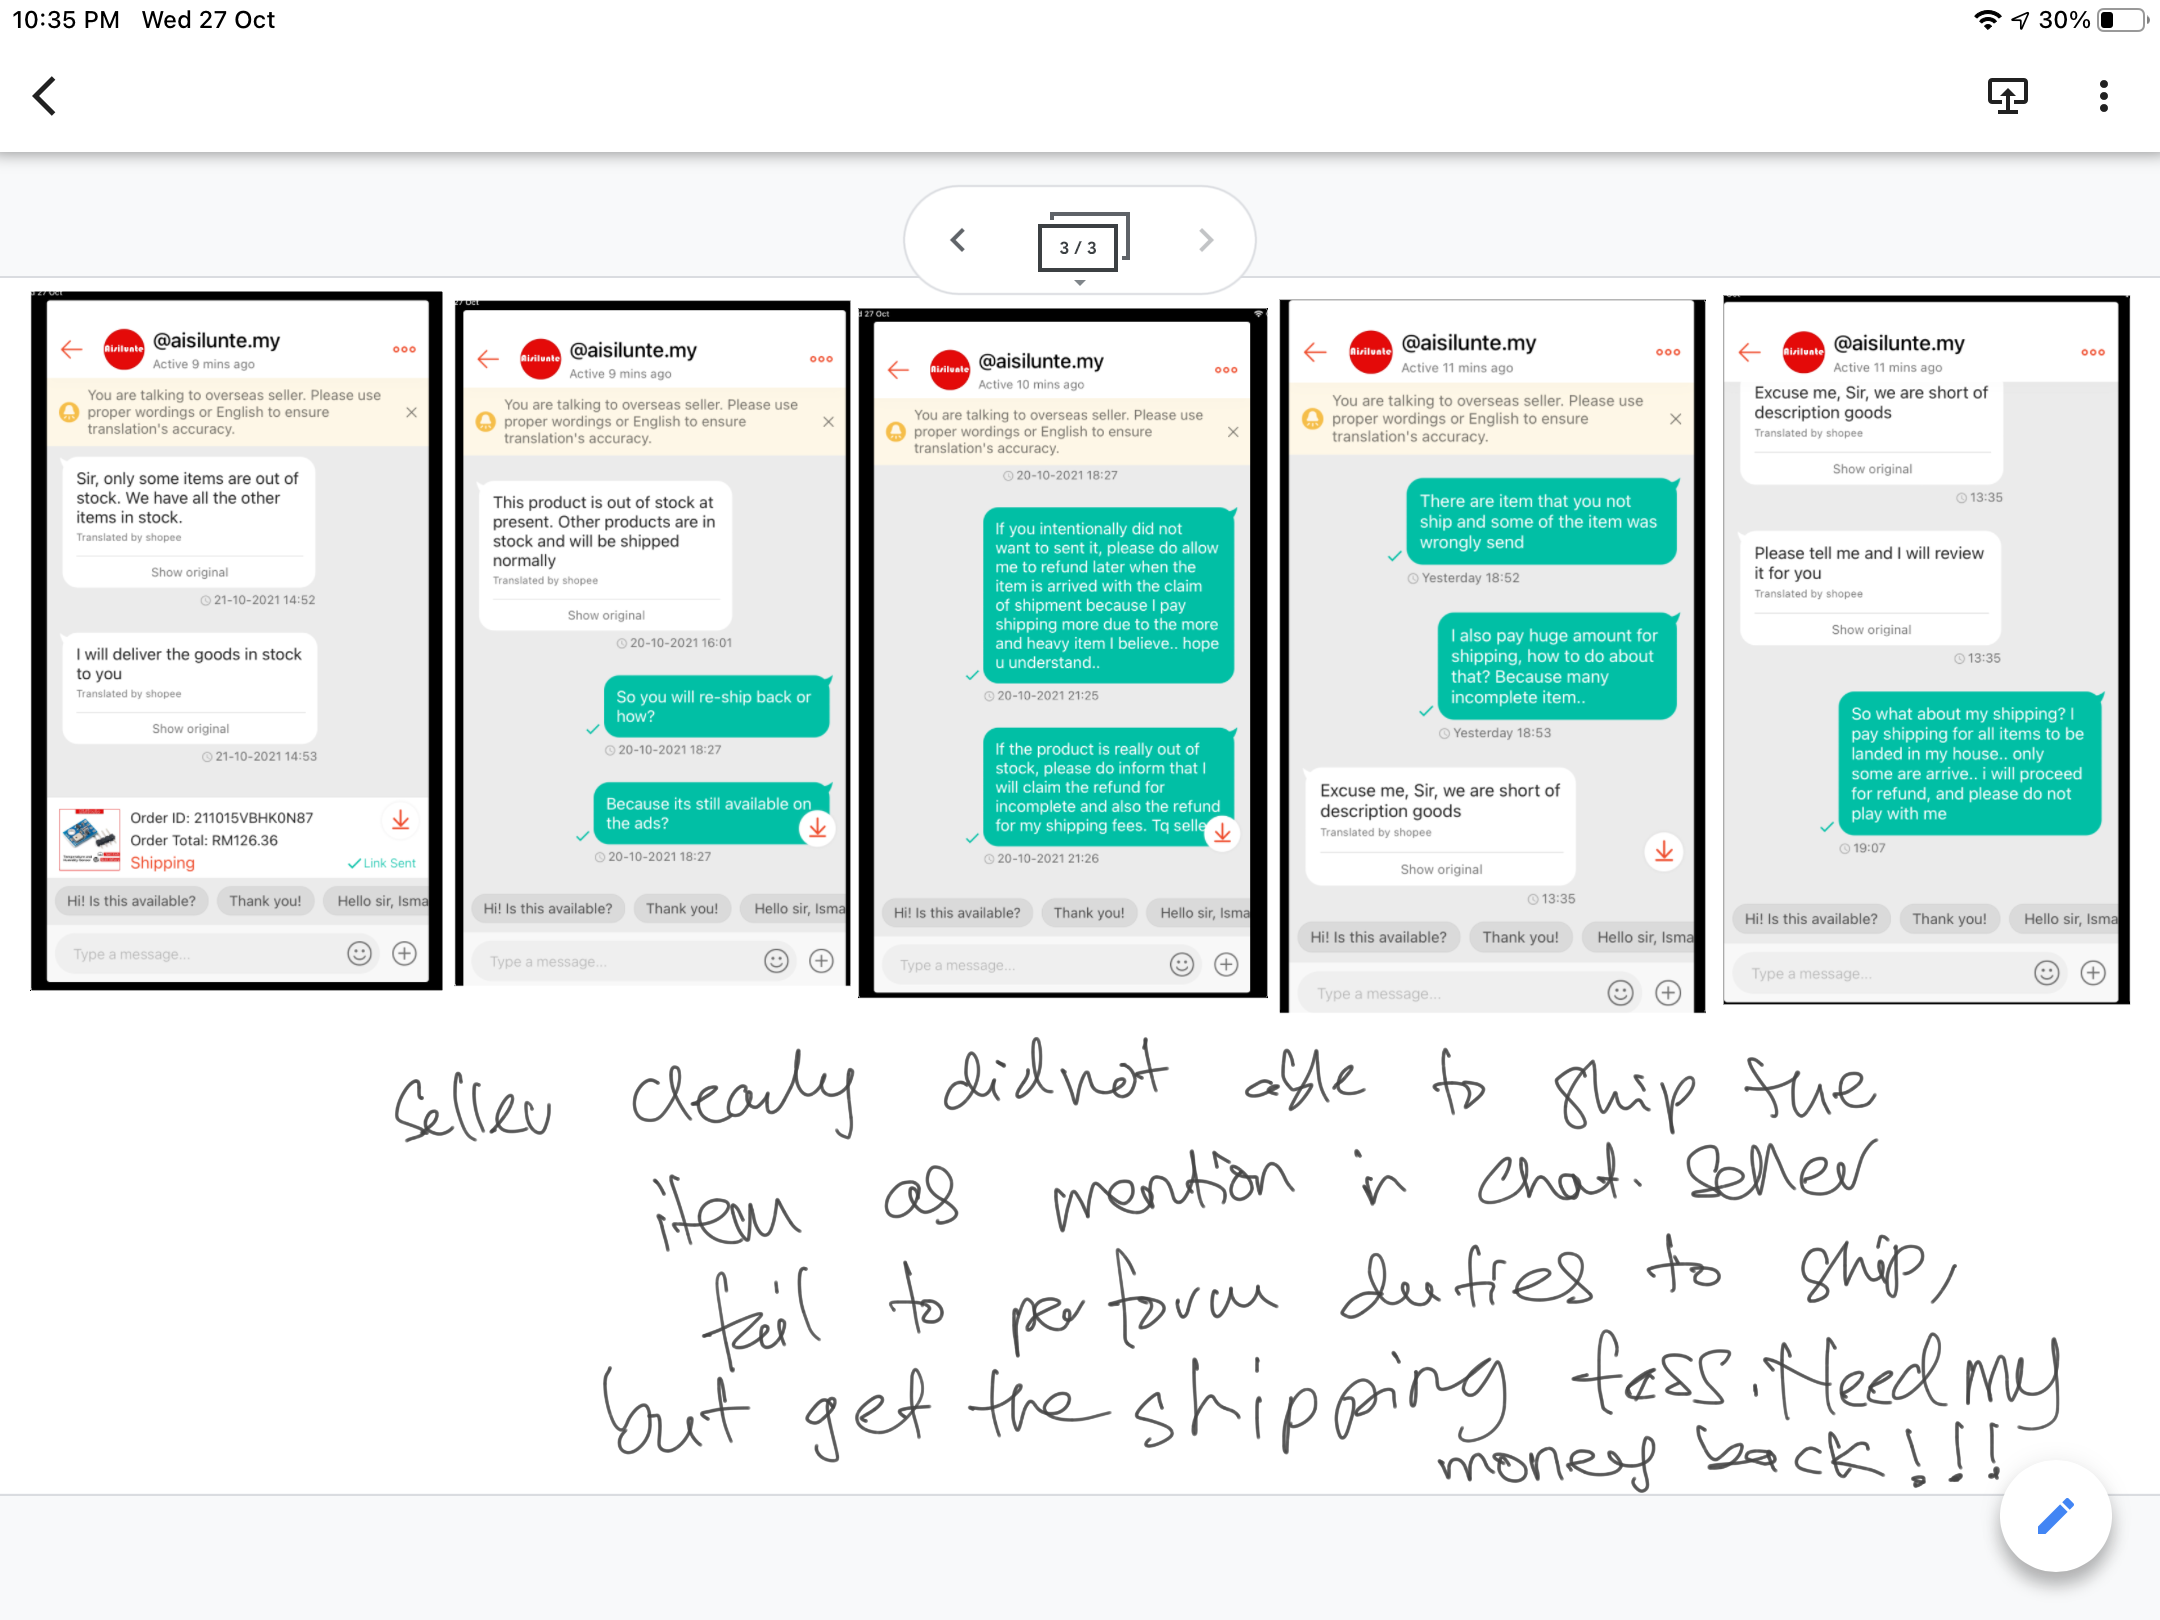 10:35 PM Wed 27 Oct
30%
3 / 3
27 Oct
@aisilunte.my
Active 9 mins ago
Aisilunte
You are talking to overseas seller. Please use
proper wordings or English to ensure
translation's accuracy.
Sir, only some items are out of
stock. We have all the other
items in stock.
Translated by shopee
Show original
21-10-2021 14:52
I will deliver the goods in stock
to you
Translated by shopee
Show original
21-10-2021 14:53
Order ID: 211015VBHK0N87
Order Total: RM126.36
Shipping
Link Sent
Hi! Is this available?
Thank you!
Hello sir, Isma
Type a message...
27 Oct
@aisilunte.my
Active 9 mins ago
Aisilunte
You are talking to overseas seller. Please use
proper wordings or English to ensure
translation's accuracy.
This product is out of stock at
present. Other products are in
stock and will be shipped
normally
Translated by shopee
Show original
20-10-2021 16:01
So you will re-ship back or
how?
20-10-2021 18:27
Because its still available on
the ads?
20-10-2021 18:27
Hi! Is this available?
Thank you!
Hello sir, Isma
Type a message...
27 Oct
@aisilunte.my
Active 10 mins ago
Aisilunte
You are talking to overseas seller. Please use
proper wordings or English to ensure
translation's accuracy.
20-10-2021 18:27
If you intentionally did not
want to sent it, please do allow
me to refund later when the
item is arrived with the claim
of shipment because I pay
shipping more due to the more
and heavy item I believe.. hope
u understand..
20-10-2021 21:25
If the product is really out of
stock, please do inform that I
will claim the refund for
incomplete and also the refund
for my shipping fees. Tq selle
20-10-2021 21:26
Hi! Is this available?
Thank you!
Hello sir, Isma
Type a message...
@aisilunte.my
Active 11 mins ago
Aisilunte
You are talking to overseas seller. Please use
proper wordings or English to ensure
translation's accuracy.
There are item that you not
ship and some of the item was
wrongly send
Yesterday 18:52
I also pay huge amount for
shipping, how to do about
that? Because many
incomplete item..
Yesterday 18:53
Excuse me, Sir, we are short of
description goods
Translated by shopee
Show original
13:35
Hi! Is this available?
Thank you!
Hello sir, Isma
Type a message...
@aisilunte.my
Active 11 mins ago
Aisilunte
Excuse me, Sir, we are short of
description goods
Translated by shopee
Show original
13:35
Please tell me and I will review
it for you
Translated by shopee
Show original
13:35
So what about my shipping? I
pay shipping for all items to be
landed in my house.. only
some are arrive.. i will proceed
for refund, and please do not
play with me
19:07
Hi! Is this available?
Thank you!
Hello sir, Isma
Type a message...
Seller clearly didnot able to ship the
item as mention in chat. Seller
fail to perform duties to ship,
but get the shipping fess. Need my
money back!!!